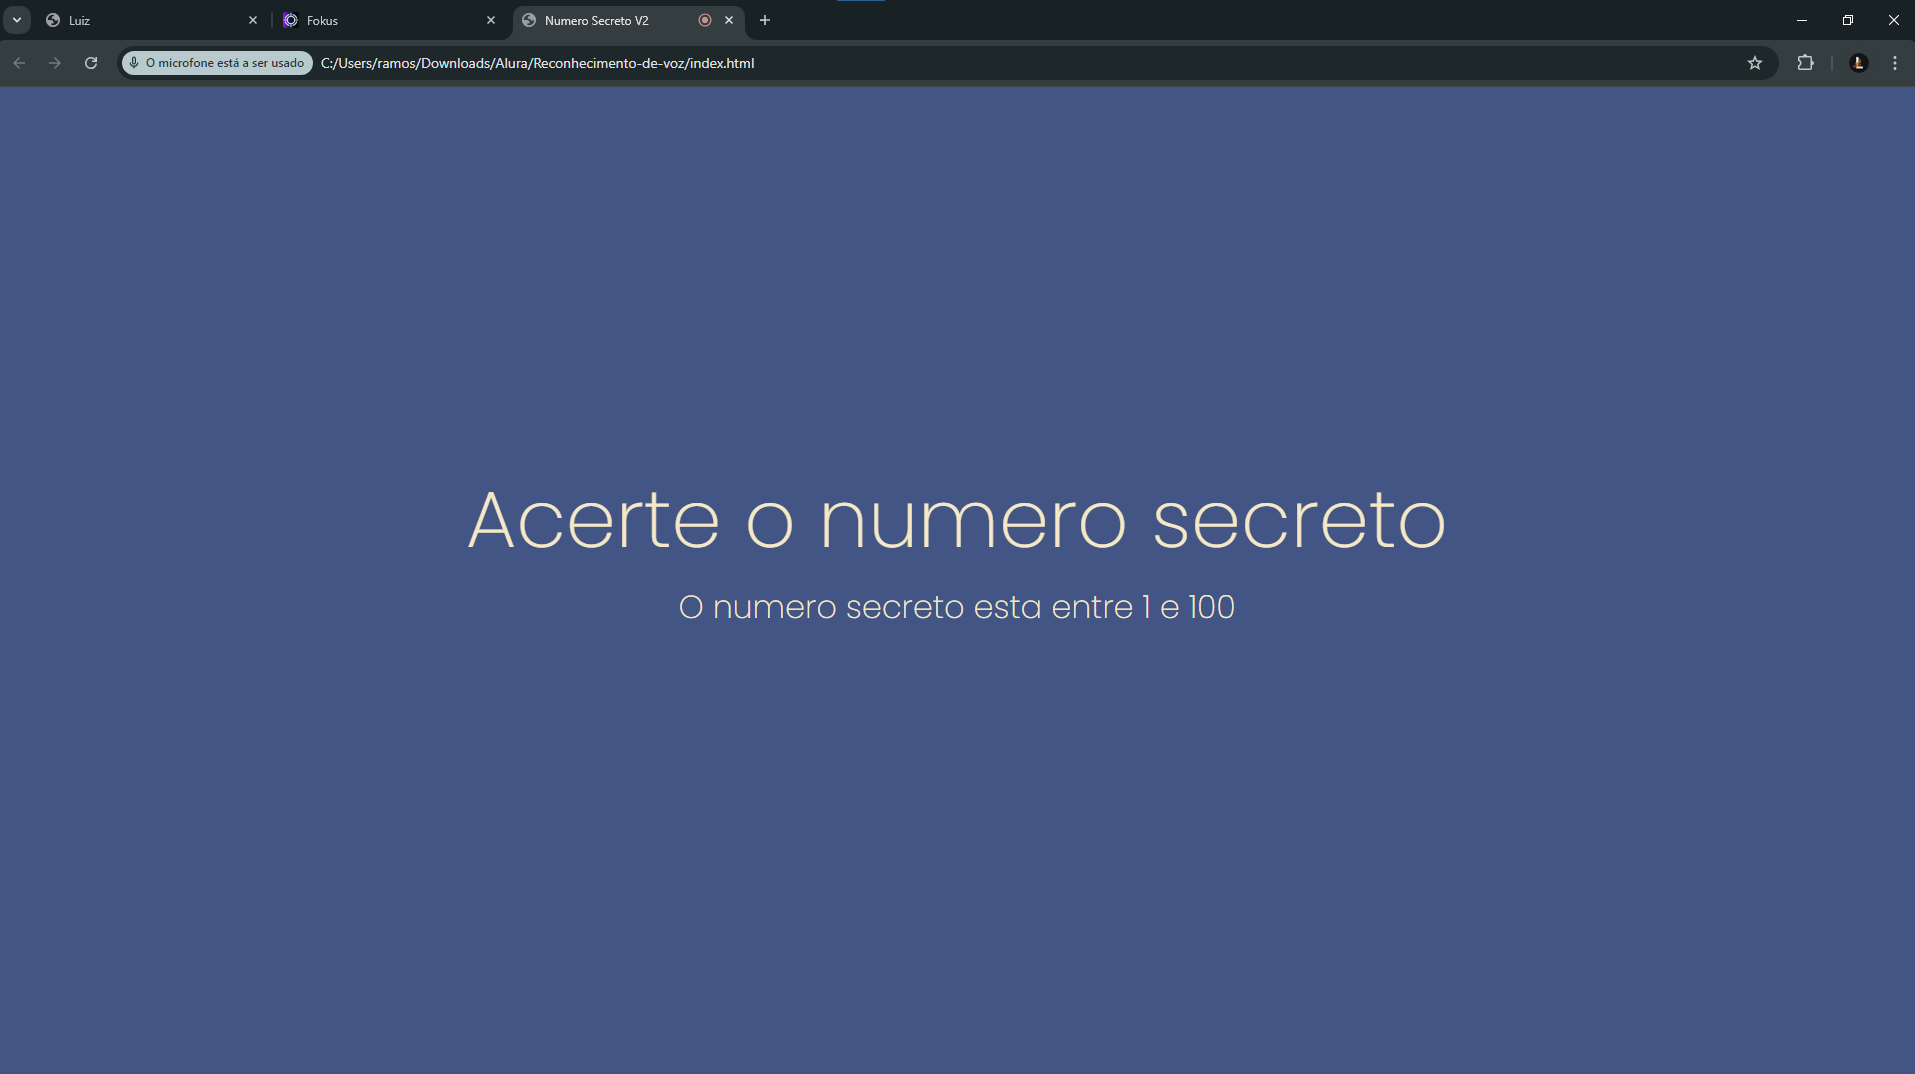 Luiz
Fokus
Numero Secreto V2
O microfone está a ser usado
C:/Users/ramos/Downloads/Alura/Reconhecimento-de-voz/index.html
Acerte o numero secreto
O numero secreto esta entre 1 e 100